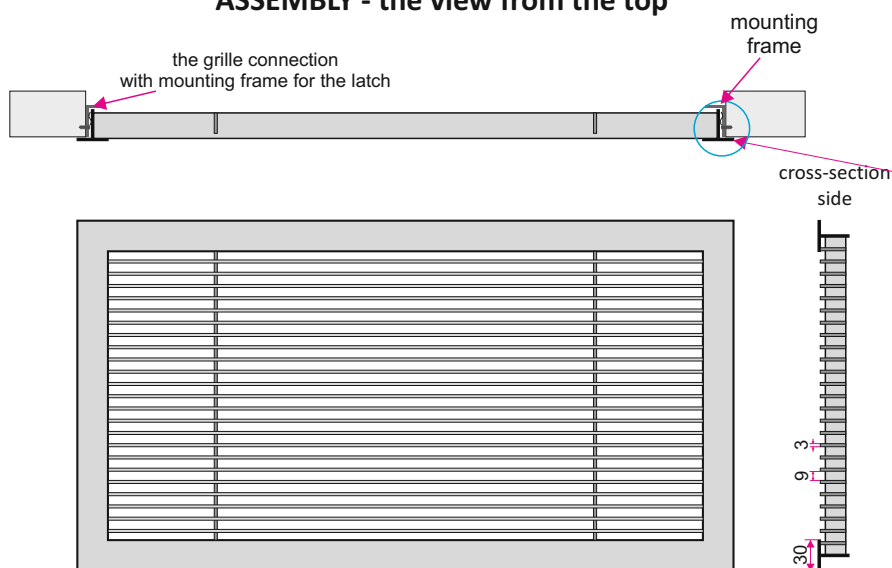 ASSEMBLY - the view from the top
mounting
frame
the grille connection
with mounting frame for the latch
cross-section
side
3
9
30